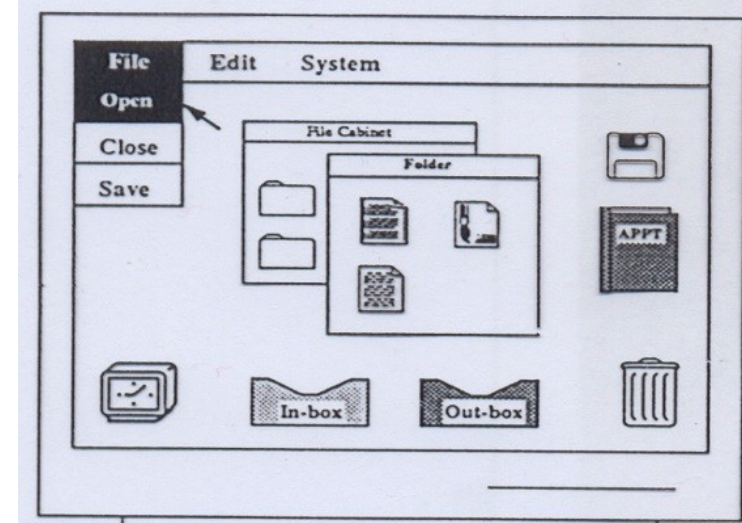 File Edit System
Open
Close
Save
File Cabinet
Folder
APPT
In-box
Out-box